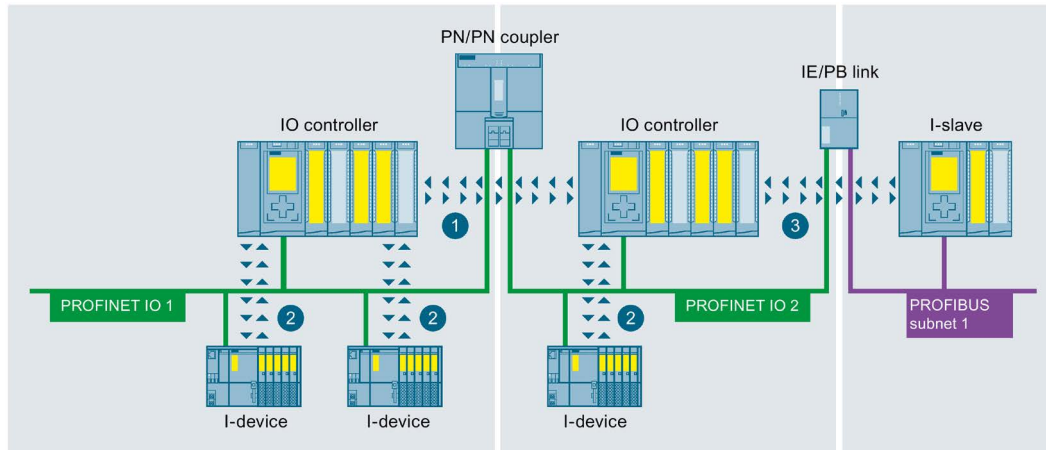 PN/PN coupler
IE/PB link
IO controller
IO controller
I-slave
1
3
PROFINET IO 1
2
2
2
PROFINET IO 2
PROFIBUS
subnet 1
I-device
I-device
I-device